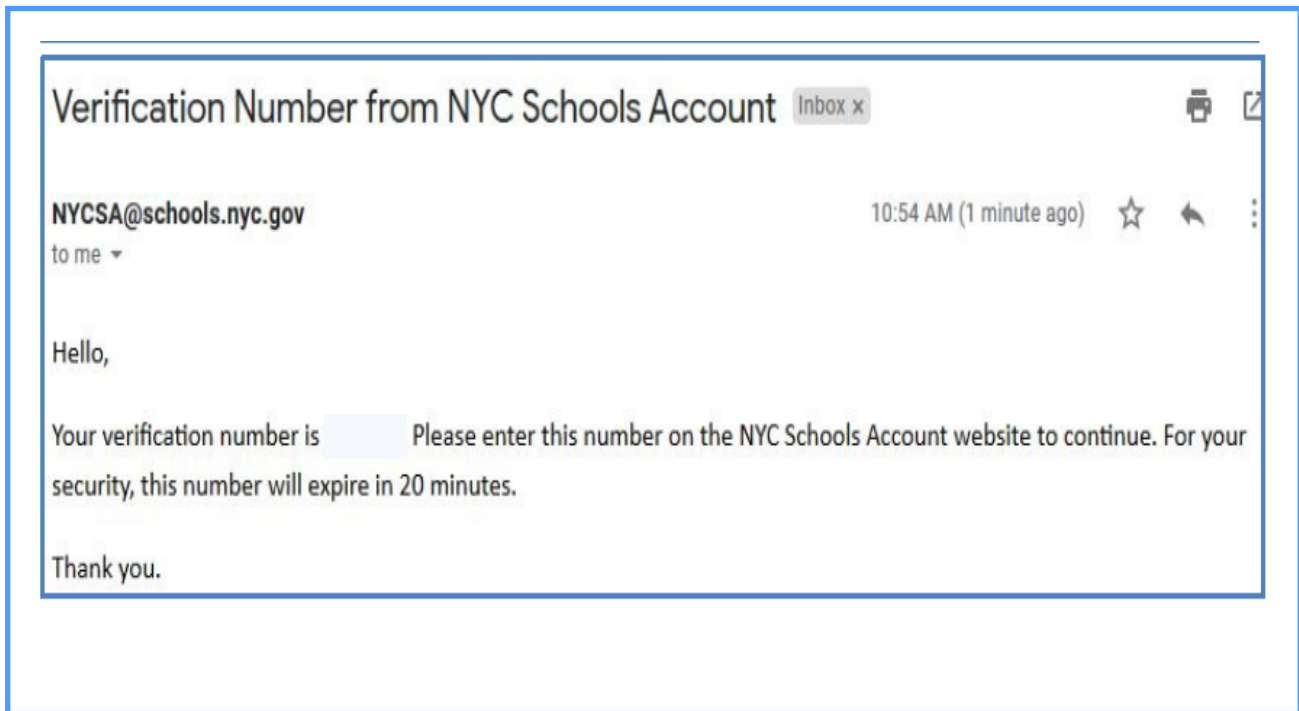 Verification Number from NYC Schools Account Inbox x
NYCSA@schools.nyc.gov 10:54 AM (1 minute ago)
to me
Hello,
Your verification number is Please enter this number on the NYC Schools Account website to continue. For your
security, this number will expire in 20 minutes.
Thank you.